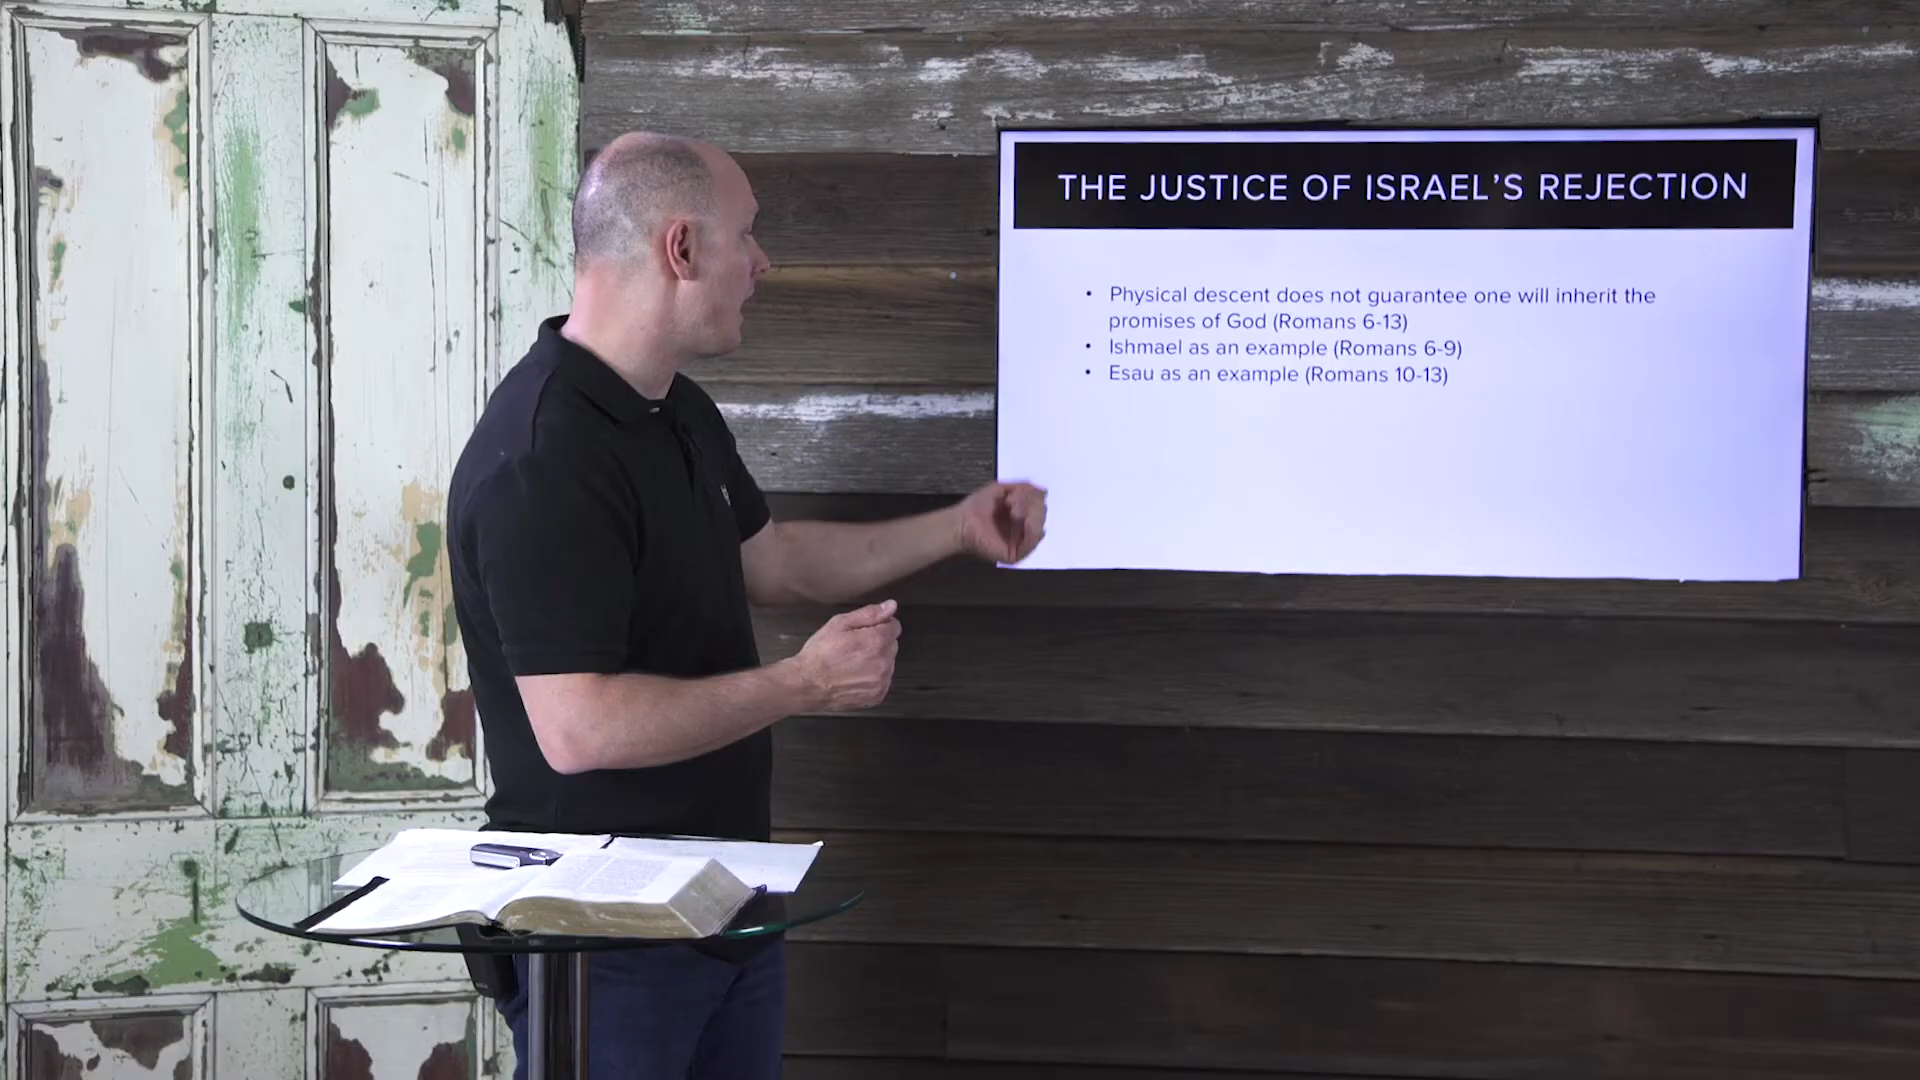 THE JUSTICE OF ISRAEL’S REJECTION
• Physical descent does not guarantee one will inherit the
promises of God (Romans 6-13)
• Ishmael as an example (Romans 6-9)
• Esau as an example (Romans 10-13)